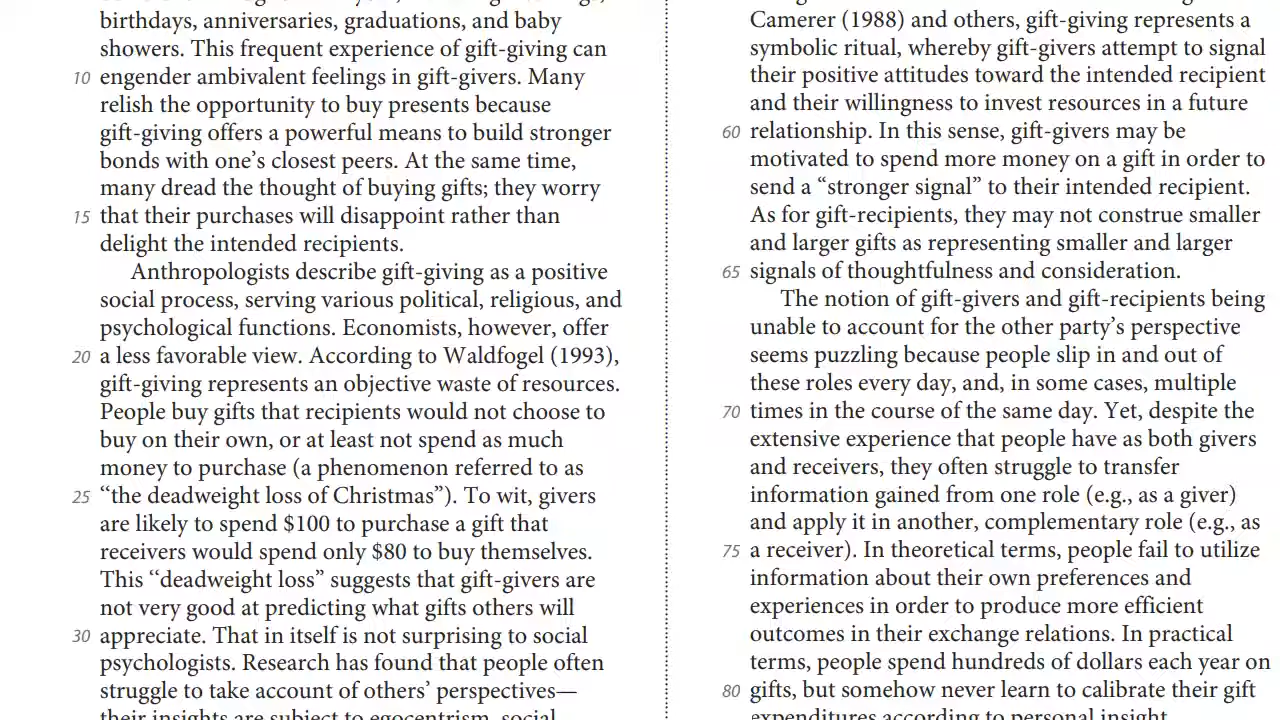 birthdays, anniversaries, graduations, and baby
showers. This frequent experience of gift-giving can
10 engender ambivalent feelings in gift-givers. Many
relish the opportunity to buy presents because
gift-giving offers a powerful means to build stronger
bonds with one’s closest peers. At the same time,
many dread the thought of buying gifts; they worry
15 that their purchases will disappoint rather than
delight the intended recipients.
Anthropologists describe gift-giving as a positive
social process, serving various political, religious, and
psychological functions. Economists, however, offer
20 a less favorable view. According to Waldfogel (1993),
gift-giving represents an objective waste of resources.
People buy gifts that recipients would not choose to
buy on their own, or at least not spend as much
money to purchase (a phenomenon referred to as
25 “the deadweight loss of Christmas”). To wit, givers
are likely to spend $100 to purchase a gift that
receivers would spend only $80 to buy themselves.
This “deadweight loss” suggests that gift-givers are
not very good at predicting what gifts others will
30 appreciate. That in itself is not surprising to social
psychologists. Research has found that people often
struggle to take account of others’ perspectives—
their insights are subject to egocentrism, social
Camerer (1988) and others, gift-giving represents a
symbolic ritual, whereby gift-givers attempt to signal
their positive attitudes toward the intended recipient
and their willingness to invest resources in a future
60 relationship. In this sense, gift-givers may be
motivated to spend more money on a gift in order to
send a “stronger signal” to their intended recipient.
As for gift-recipients, they may not construe smaller
and larger gifts as representing smaller and larger
65 signals of thoughtfulness and consideration.
The notion of gift-givers and gift-recipients being
unable to account for the other party’s perspective
seems puzzling because people slip in and out of
these roles every day, and, in some cases, multiple
70 times in the course of the same day. Yet, despite the
extensive experience that people have as both givers
and receivers, they often struggle to transfer
information gained from one role (e.g., as a giver)
and apply it in another, complementary role (e.g., as
75 a receiver). In theoretical terms, people fail to utilize
information about their own preferences and
experiences in order to produce more efficient
outcomes in their exchange relations. In practical
terms, people spend hundreds of dollars each year on
80 gifts, but somehow never learn to calibrate their gift
expenditures according to personal insight.